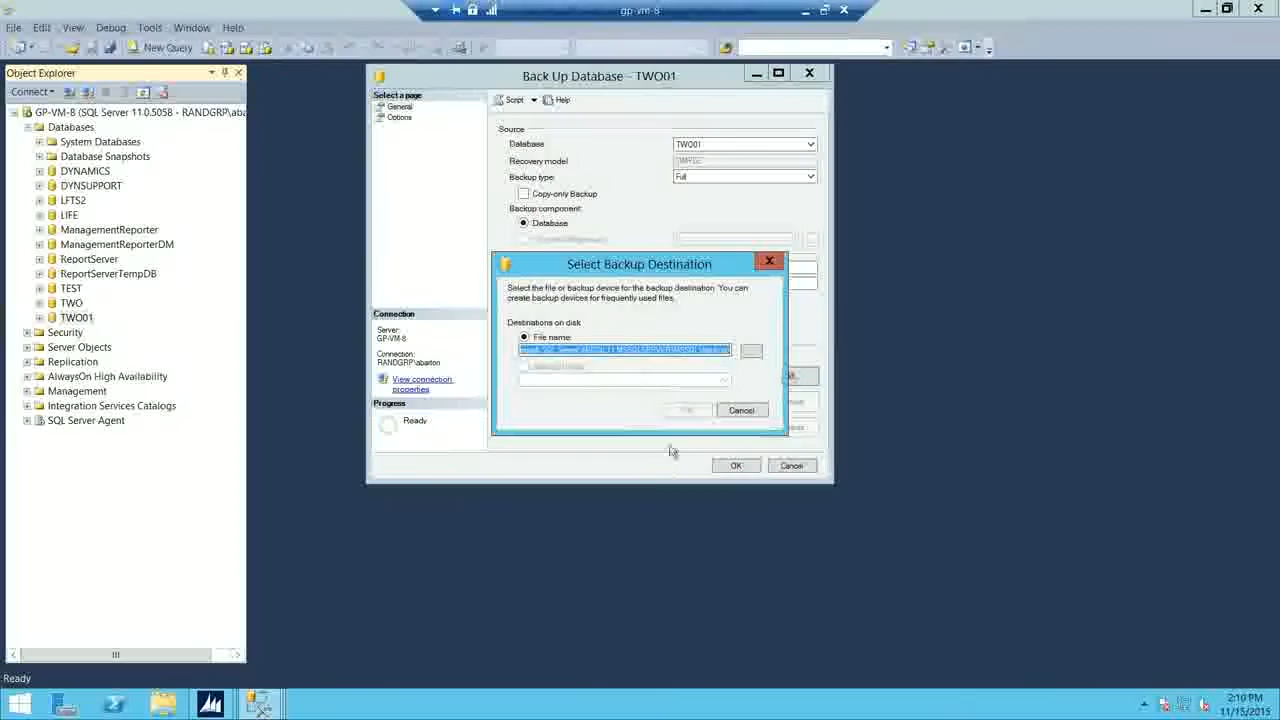 gp-vm-8
File Edit View Debug Tools Window Help
New Query
Object Explorer
Connect
GP-VM-8 (SQL Server 11.0.5058 - RANDGRP\aba
Databases
System Databases
Database Snapshots
DYNAMICS
DYNSUPPORT
LFTS2
LIFE
ManagementReporter
ManagementReporterDM
ReportServer
ReportServerTempDB
TEST
TWO
TWO01
Security
Server Objects
Replication
AlwaysOn High Availability
Management
Integration Services Catalogs
SQL Server Agent
Back Up Database - TWO01
Select a page
General
Options
Script Help
Source
Database TWO01
Recovery model
Backup type: Full
Copy-only Backup
Backup component:
Database
Select Backup Destination
Select the file or backup device for the backup destination. You can
create backup devices for frequently used files.
Destinations on disk
File name:
Cancel
Connection
Server:
GP-VM-8
Connection:
RANDGRP\abarton
View connection
properties
Progress
Ready
OK Cancel
Ready
2:10 PM
11/15/2015